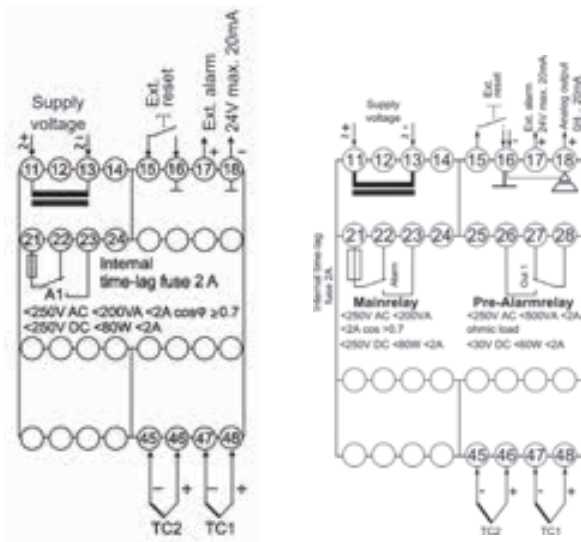 Supply
voltage
Ext.
reset
Ext. alarm
24V max. 20mA
+
-
11 12 13 14 15 16 17 18
21 22 23 24
A1
Internal
time-lag fuse 2 A
<250V AC <200VA <2A cosφ ≥0.7
<250V DC <80W <2A
45 46 47 48
- + - +
TC2 TC1
Supply
voltage
Ext.
reset
Ext. alarm
24V max. 20mA
Analog output
+ +
11 12 13 14 15 16 17 18
21 22 23 24 25 26 27 28
Internal time-lag
fuse 2A
Alarm
Out 1
Mainrelay
<250V AC <200VA
<2A cos >0.7
<250V DC <80W <2A
Pre-Alarmrelay
<250V AC <500VA <2A
ohmic load
<30V DC <60W <2A
45 46 47 48
- + - +
TC2 TC1